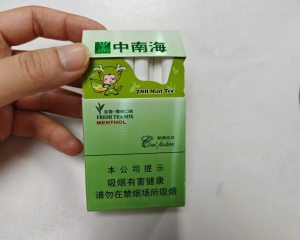 中南海
ZNH Mint Tea
FRESH TEA MIX
MENTHOL
Cool fashion
本公司提示
吸烟有害健康
请勿在禁烟场所吸烟